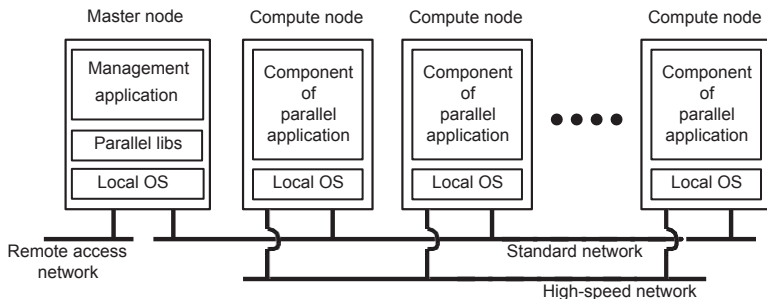 Master node
Compute node
Compute node
Compute node
Management
application
Parallel libs
Local OS
Component
of
parallel
application
Local OS
Component
of
parallel
application
Local OS
Component
of
parallel
application
Local OS
Remote access
network
Standard network
High-speed network